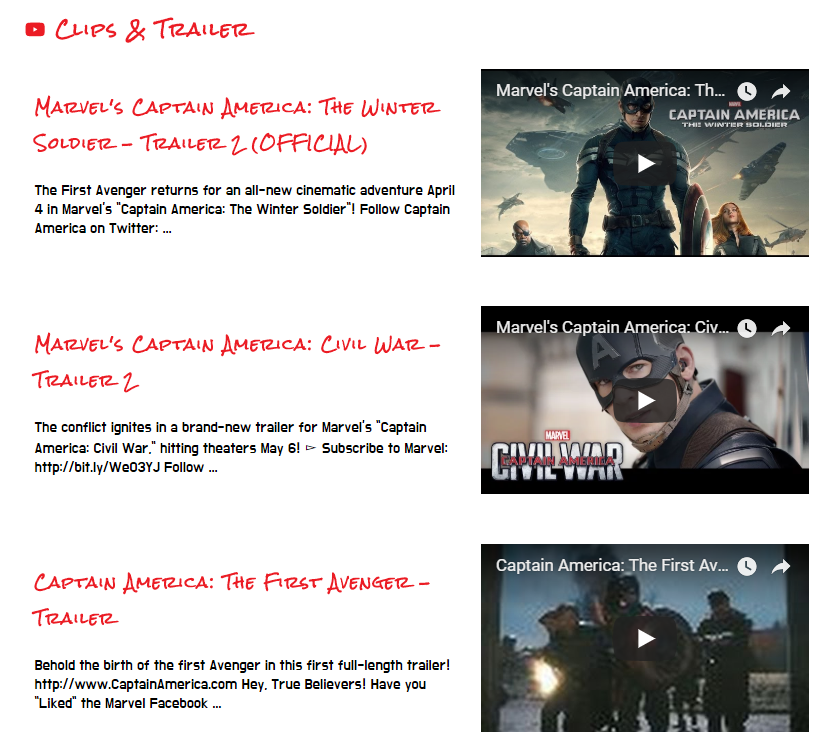 Clips & Trailer
Marvel's Captain America: The Winter
Soldier - Trailer 2 (OFFICIAL)
The First Avenger returns for an all-new cinematic adventure April
4 in Marvel's "Captain America: The Winter Soldier"! Follow Captain
America on Twitter: ...
Marvel's Captain America: Th...
MARVEL
CAPTAIN AMERICA
THE WINTER SOLDIER
Marvel's Captain America: Civil War -
Trailer 2
The conflict ignites in a brand-new trailer for Marvel's "Captain
America: Civil War," hitting theaters May 6! ► Subscribe to Marvel:
http://bit.ly/WeO3YJ Follow ...
Marvel's Captain America: Civ...
A
MARVEL
CAPTAIN AMERICA
CIVIL WAR
Captain America: The First Avenger -
Trailer
Behold the birth of the first Avenger in this first full-length trailer!
http://www.CaptainAmerica.com Hey, True Believers! Have you
"Liked" the Marvel Facebook ...
Captain America: The First Av...